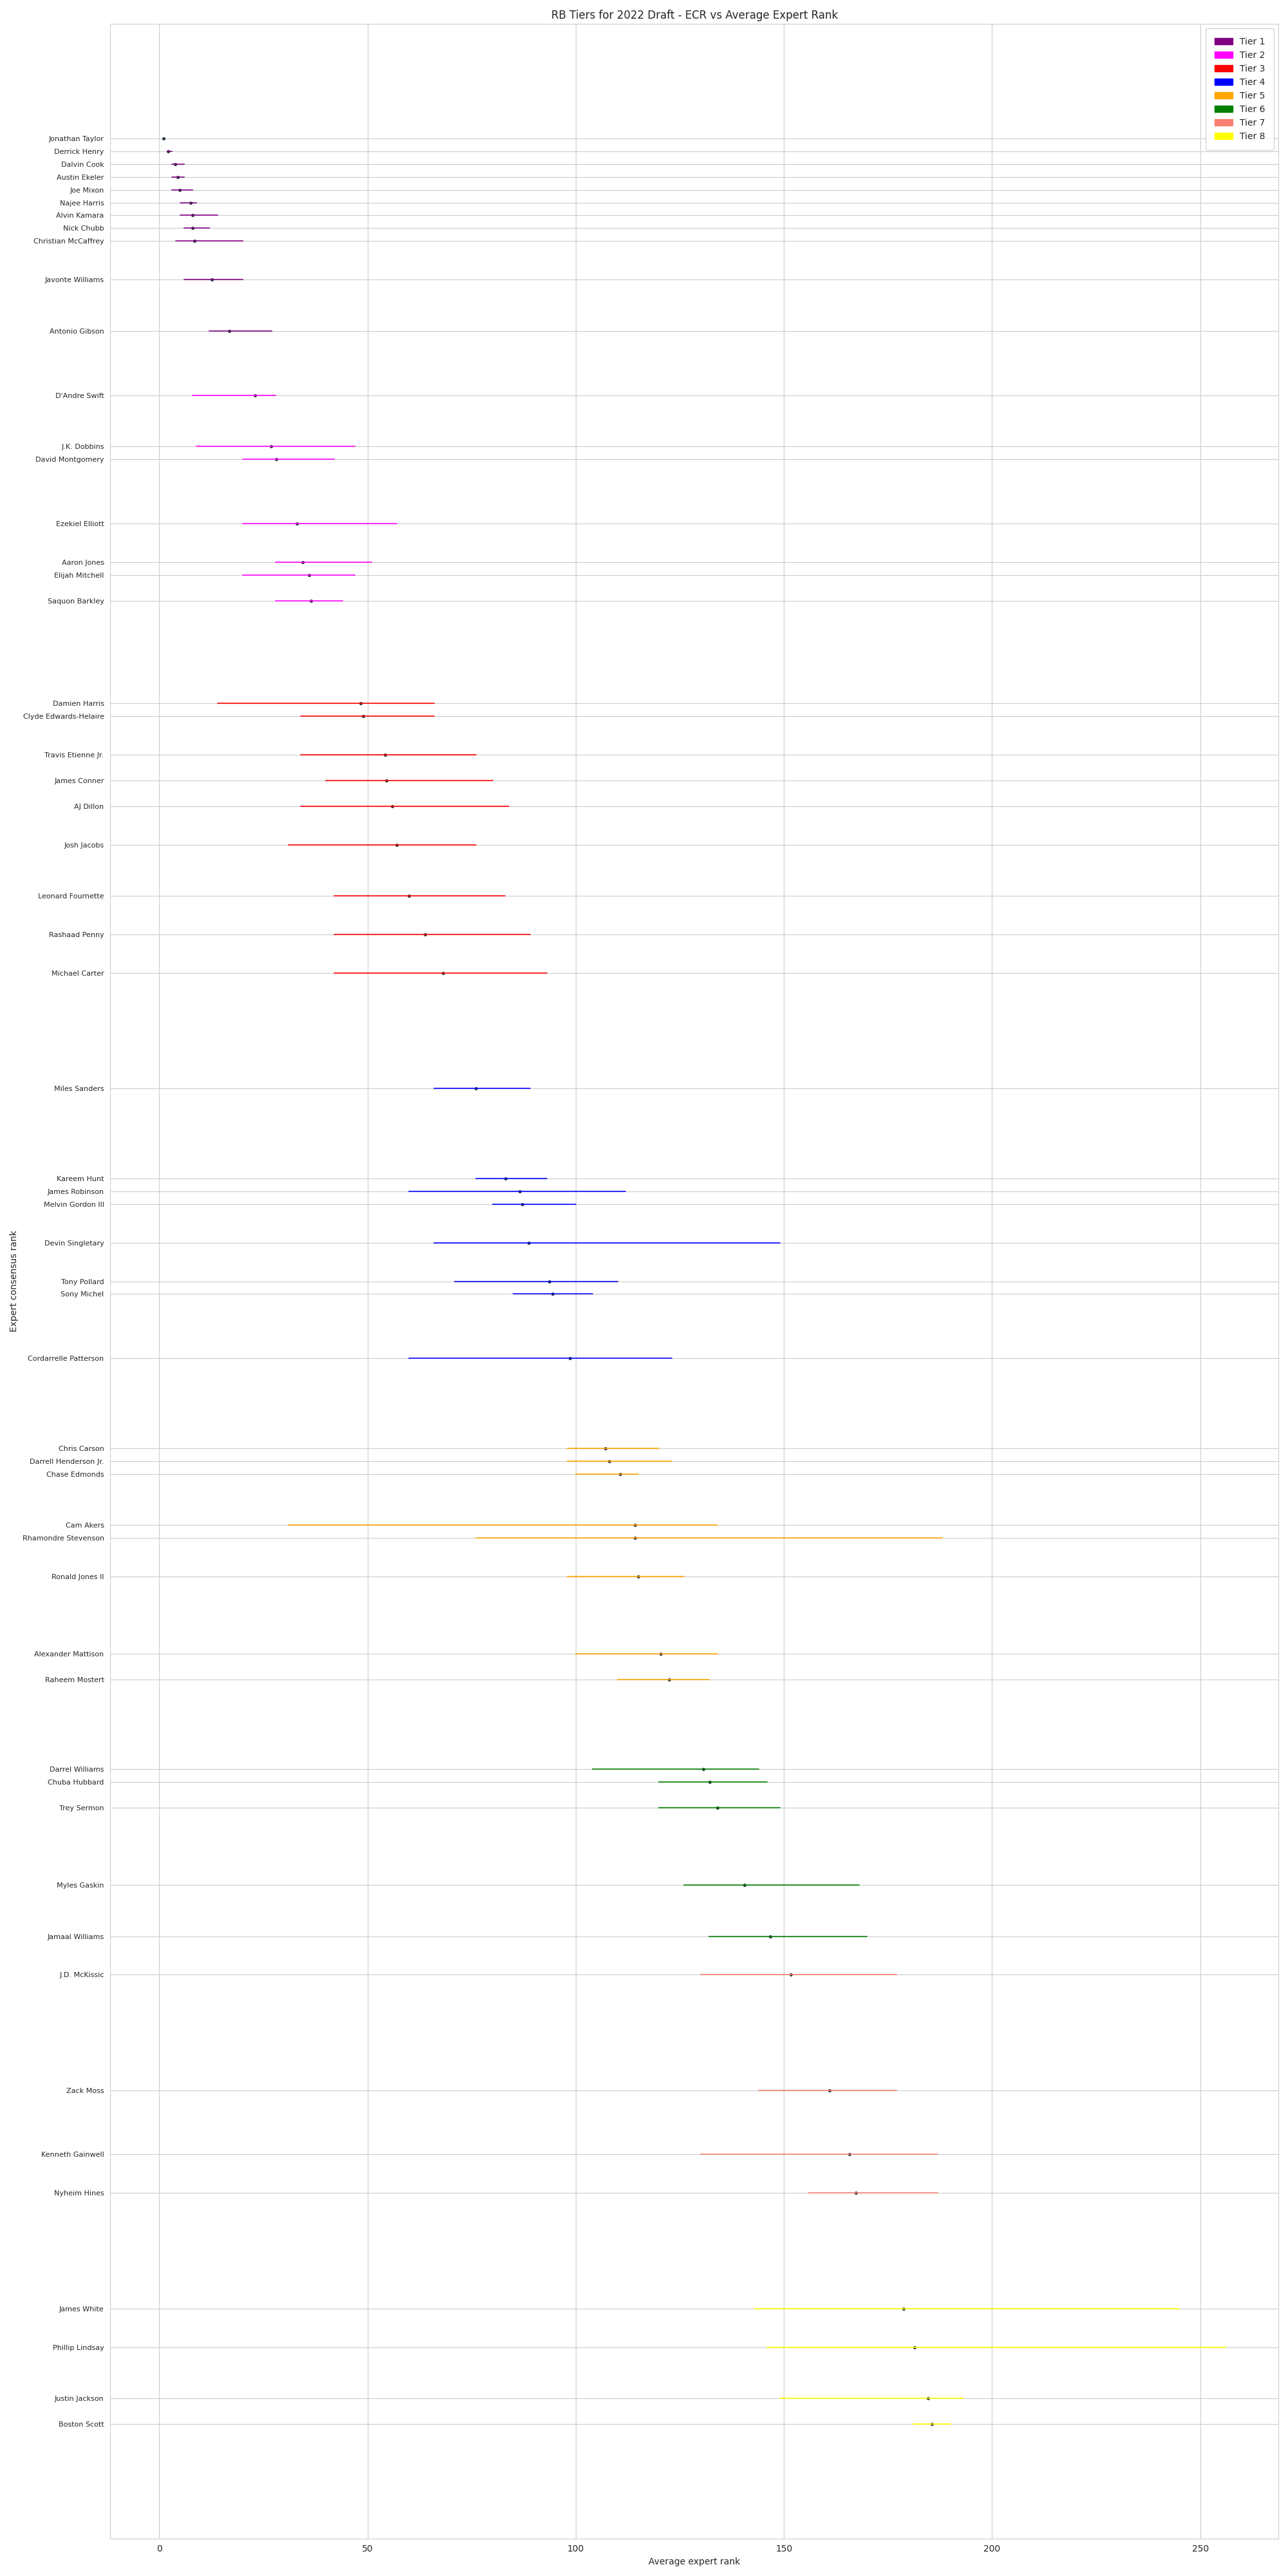 RB Tiers for 2022 Draft - ECR vs Average Expert Rank
Tier 1
Tier 2
Tier 3
Tier 4
Tier 5
Tier 6
Tier 7
Tier 8
Jonathan Taylor
Derrick Henry
Dalvin Cook
Austin Ekeler
Joe Mixon
Najee Harris
Alvin Kamara
Nick Chubb
Christian McCaffrey
Javonte Williams
Antonio Gibson
D'Andre Swift
J.K. Dobbins
David Montgomery
Ezekiel Elliott
Aaron Jones
Elijah Mitchell
Saquon Barkley
Damien Harris
Clyde Edwards-Helaire
Travis Etienne Jr.
James Conner
AJ Dillon
Josh Jacobs
Leonard Fournette
Rashaad Penny
Michael Carter
Miles Sanders
Kareem Hunt
James Robinson
Melvin Gordon III
Devin Singletary
Tony Pollard
Sony Michel
Cordarrelle Patterson
Chris Carson
Darrell Henderson Jr.
Chase Edmonds
Cam Akers
Rhamondre Stevenson
Ronald Jones II
Alexander Mattison
Raheem Mostert
Darrel Williams
Chuba Hubbard
Trey Sermon
Myles Gaskin
Jamaal Williams
J.D. McKissic
Zack Moss
Kenneth Gainwell
Nyheim Hines
James White
Phillip Lindsay
Justin Jackson
Boston Scott
Expert consensus rank
0 50 100 150 200 250
Average expert rank